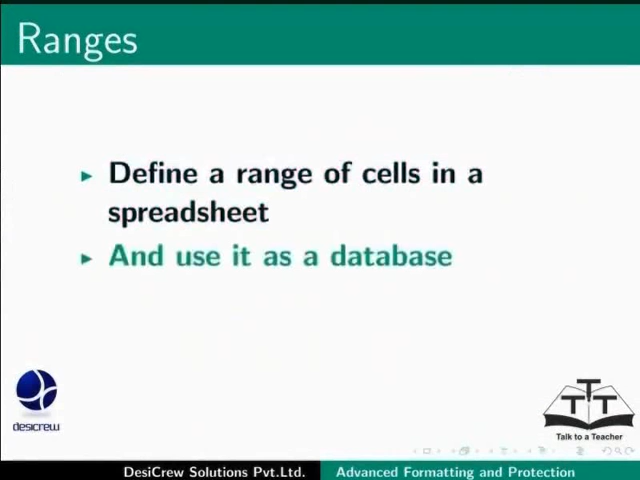 Ranges
Define a range of cells in a
spreadsheet
And use it as a database
desicrew
TTT
Talk to a Teacher
DesiCrew Solutions Pvt.Ltd. Advanced Formatting and Protection